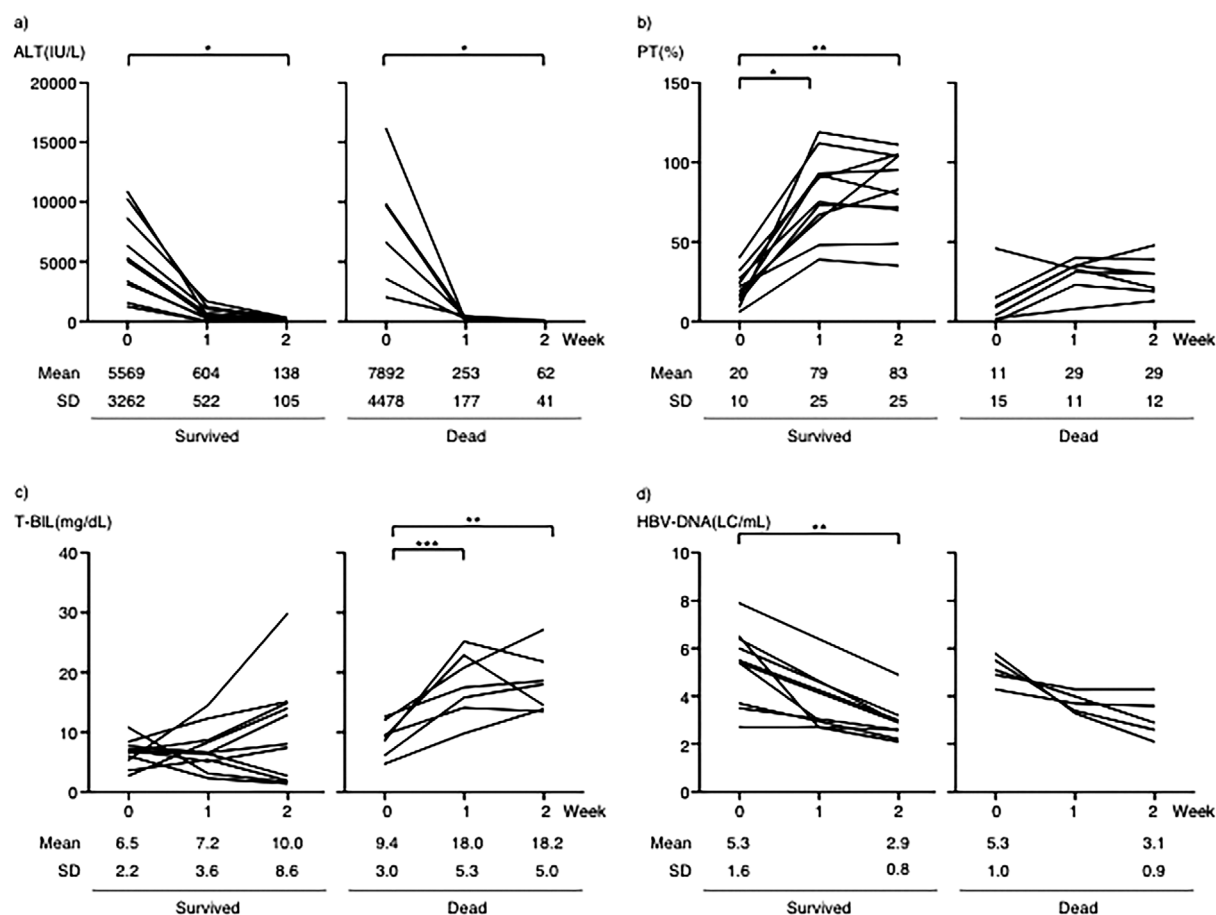 a)
ALT(IU/L)
*
*
20000
15000
10000
5000
0
0 1 2
0 1 2 Week
Mean 5569 604 138 7892 253 62
SD 3262 522 105 4478 177 41
Survived Dead
b)
PT(%)
**
*
150
100
50
0
0 1 2
0 1 2 Week
Mean 20 79 83 11 29 29
SD 10 25 25 15 11 12
Survived Dead
c)
T-BIL(mg/dL)
**
***
40
30
20
10
0
0 1 2
0 1 2 Week
Mean 6.5 7.2 10.0 9.4 18.0 18.2
SD 2.2 3.6 8.6 3.0 5.3 5.0
Survived Dead
d)
HBV-DNA(LC/mL)
**
10
8
6
4
2
0
0 1 2
0 1 2 Week
Mean 5.3 2.9 5.3 3.1
SD 1.6 0.8 1.0 0.9
Survived Dead